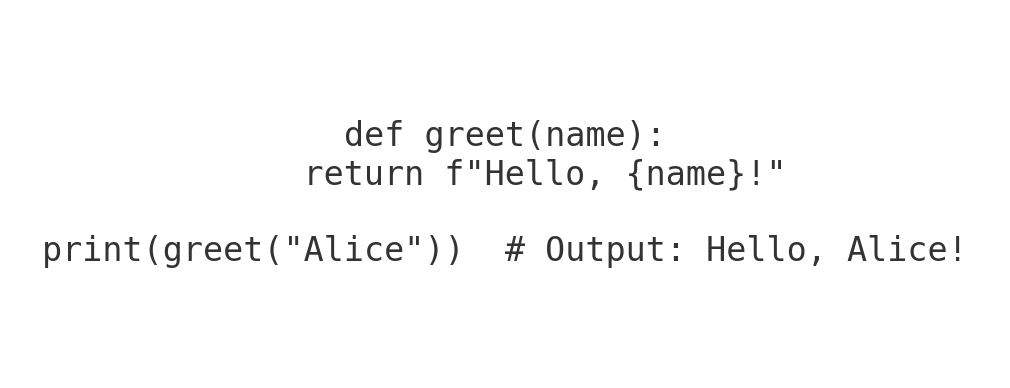 def greet(name):
    return f"Hello, {name}!"

print(greet("Alice"))  # Output: Hello, Alice!